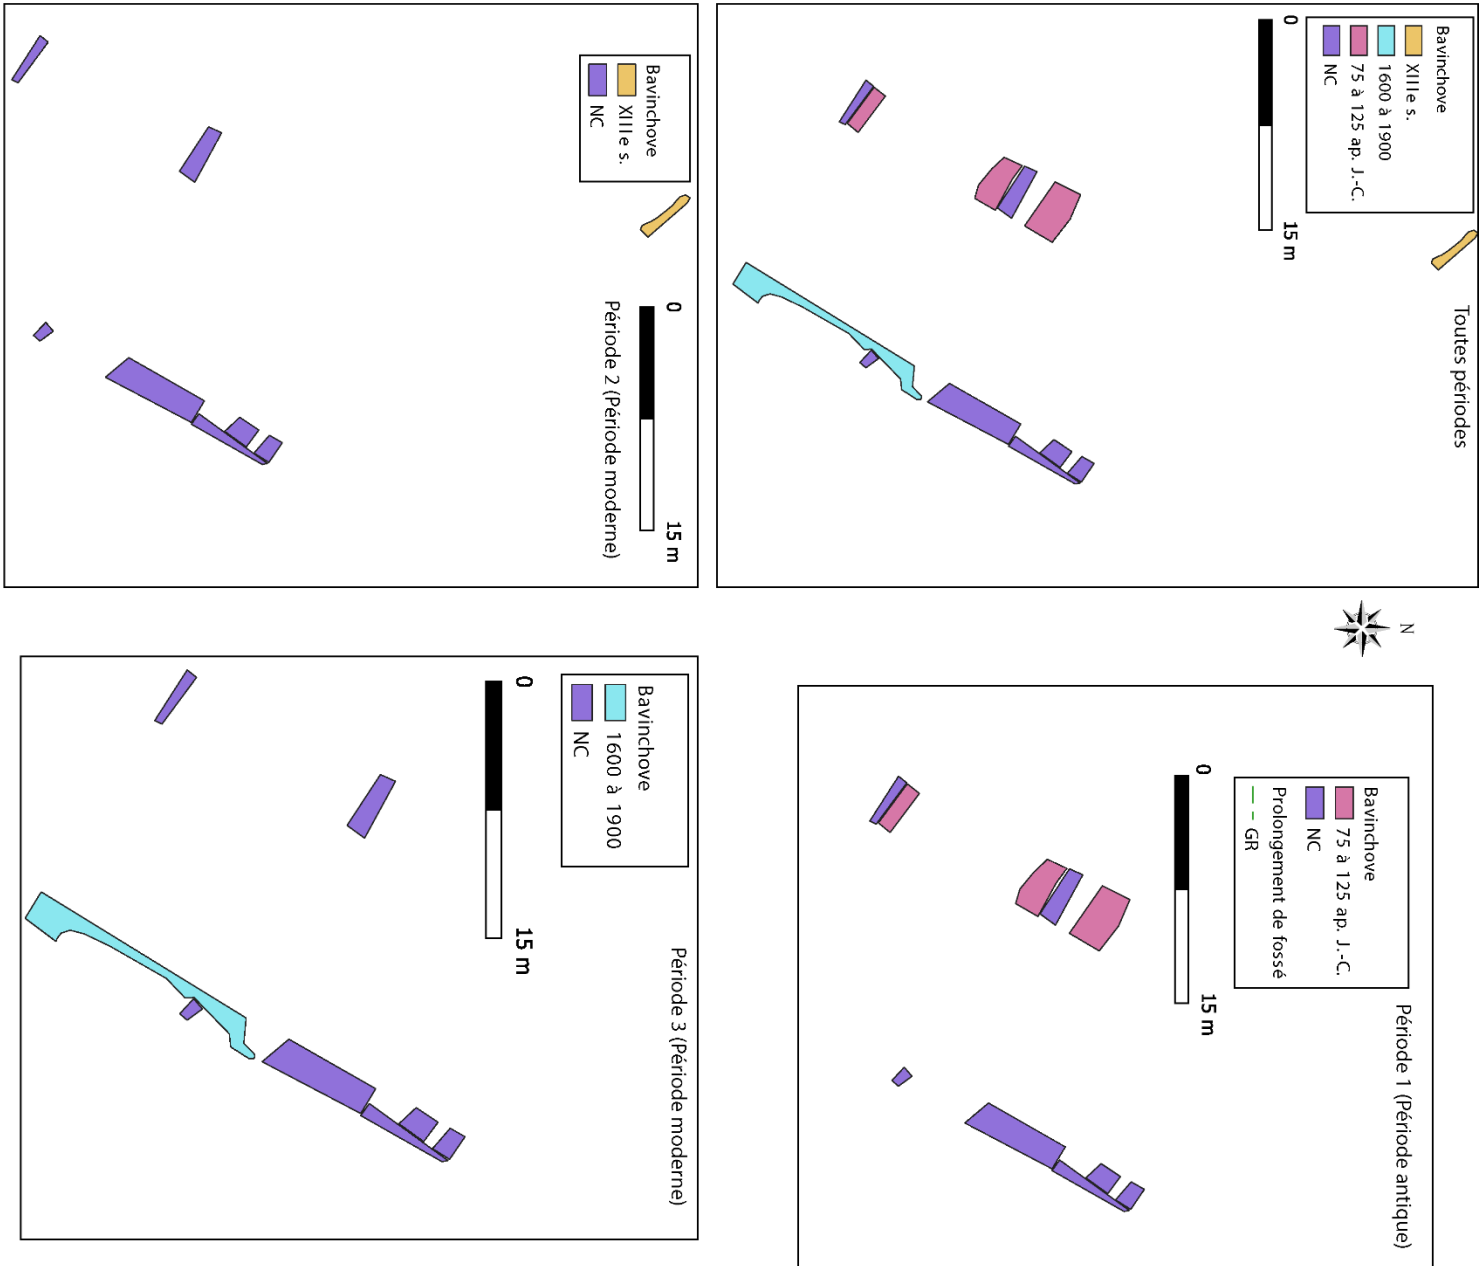 Toutes périodes
Bavinchove
XIIIe s.
1600 à 1900
75 à 125 ap. J.-C.
NC
0
15 m
N
Période 1 (Période antique)
Bavinchove
75 à 125 ap. J.-C.
NC
Prolongement de fossé
GR
0
15 m
Bavinchove
XIIIe s.
NC
0
15 m
Période 2 (Période moderne)
Période 3 (Période moderne)
Bavinchove
1600 à 1900
NC
0
15 m